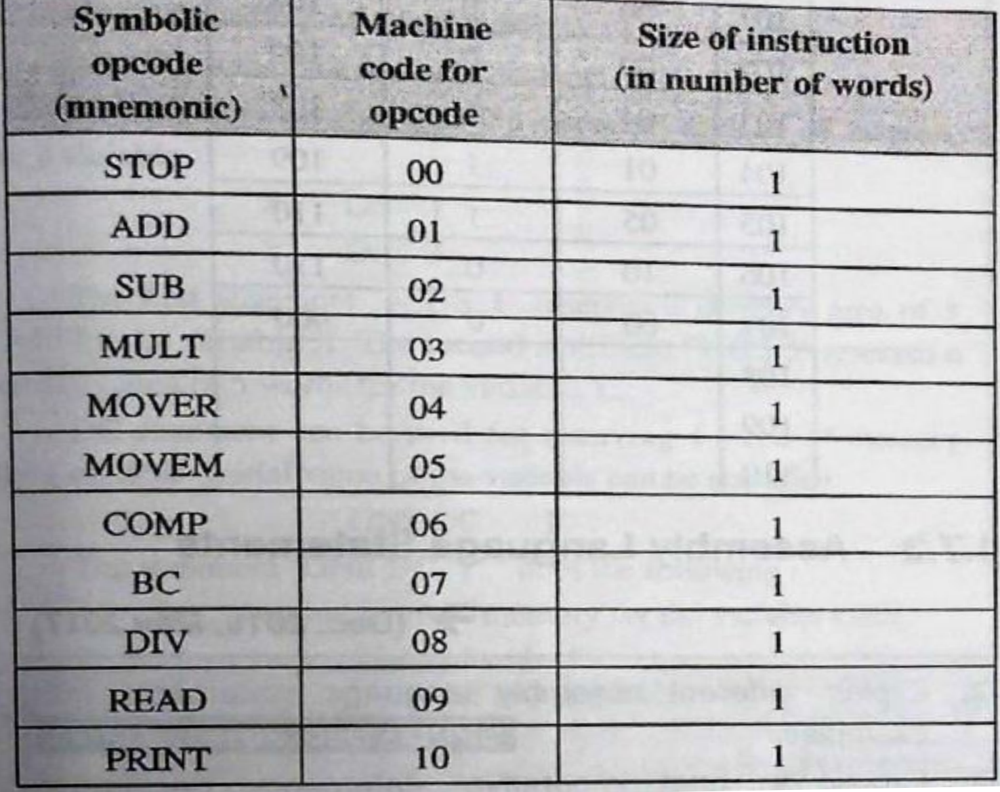 Symbolic opcode (mnemonic) Machine code for opcode Size of instruction (in number of words)
STOP 00 1
ADD 01 1
SUB 02 1
MULT 03 1
MOVER 04 1
MOVEM 05 1
COMP 06 1
BC 07 1
DIV 08 1
READ 09 1
PRINT 10 1